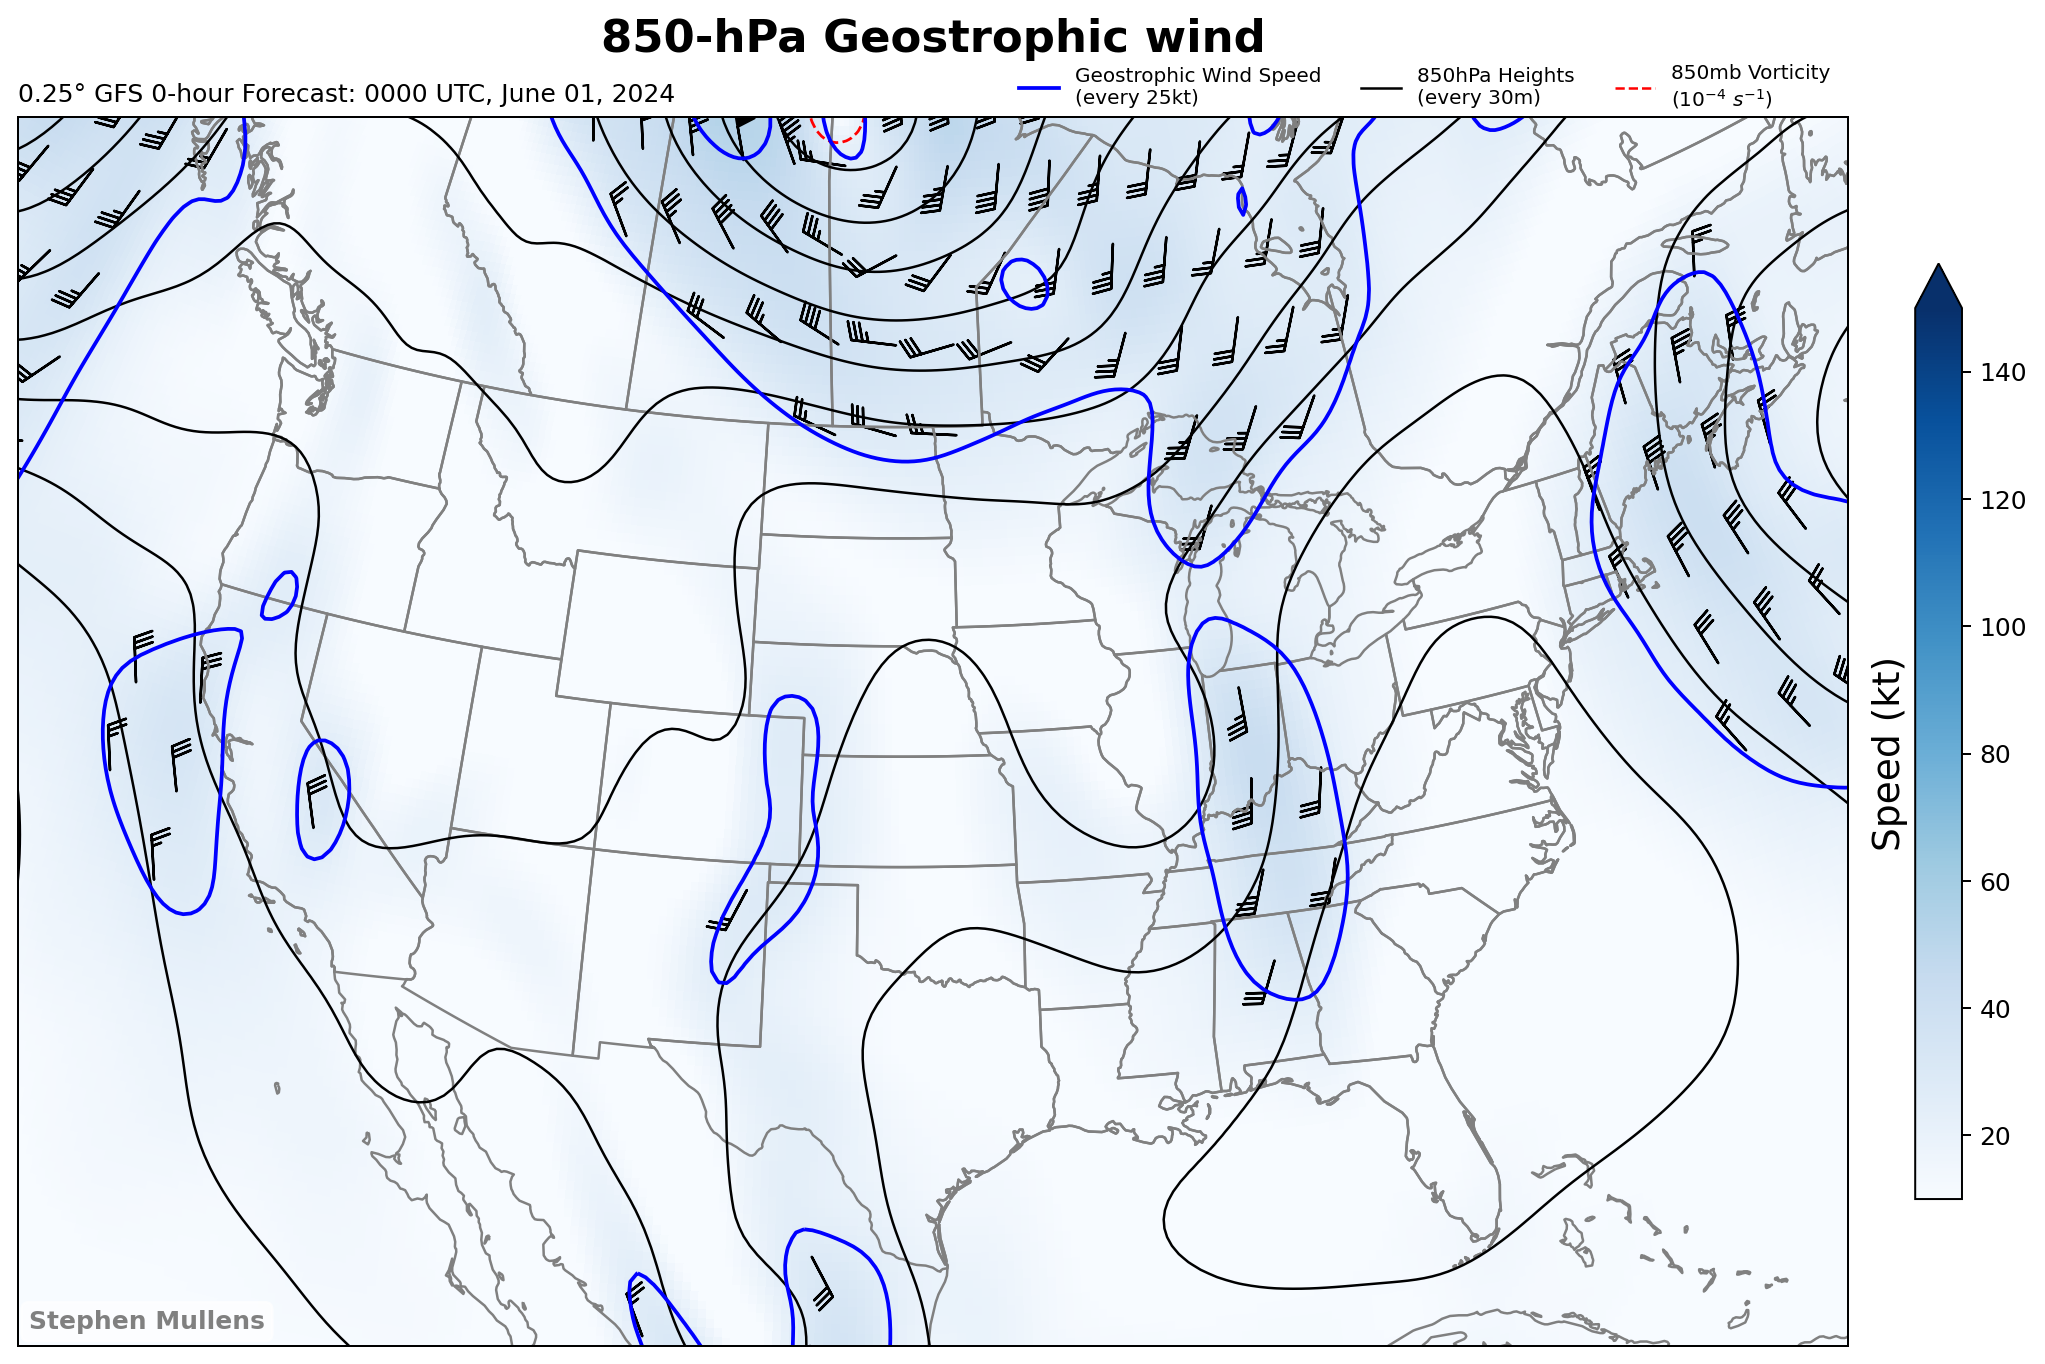 850-hPa Geostrophic wind
0.25° GFS 0-hour Forecast: 0000 UTC, June 01, 2024
Geostrophic Wind Speed
(every 25kt)
850hPa Heights
(every 30m)
850mb Vorticity
(10⁻⁴ s⁻¹)
140
120
100
80
60
40
20
Speed (kt)
Stephen Mullens